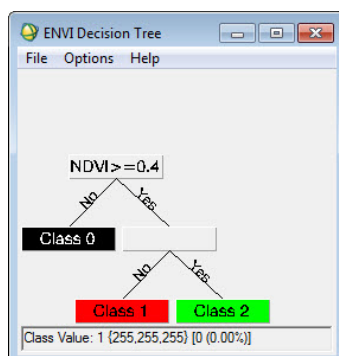 ENVI Decision Tree
File Options Help
NDVI>=0.4
No Yes
Class 0
No Yes
Class 1 Class 2
Class Value: 1 {255,255,255} [0 (0.00%)]